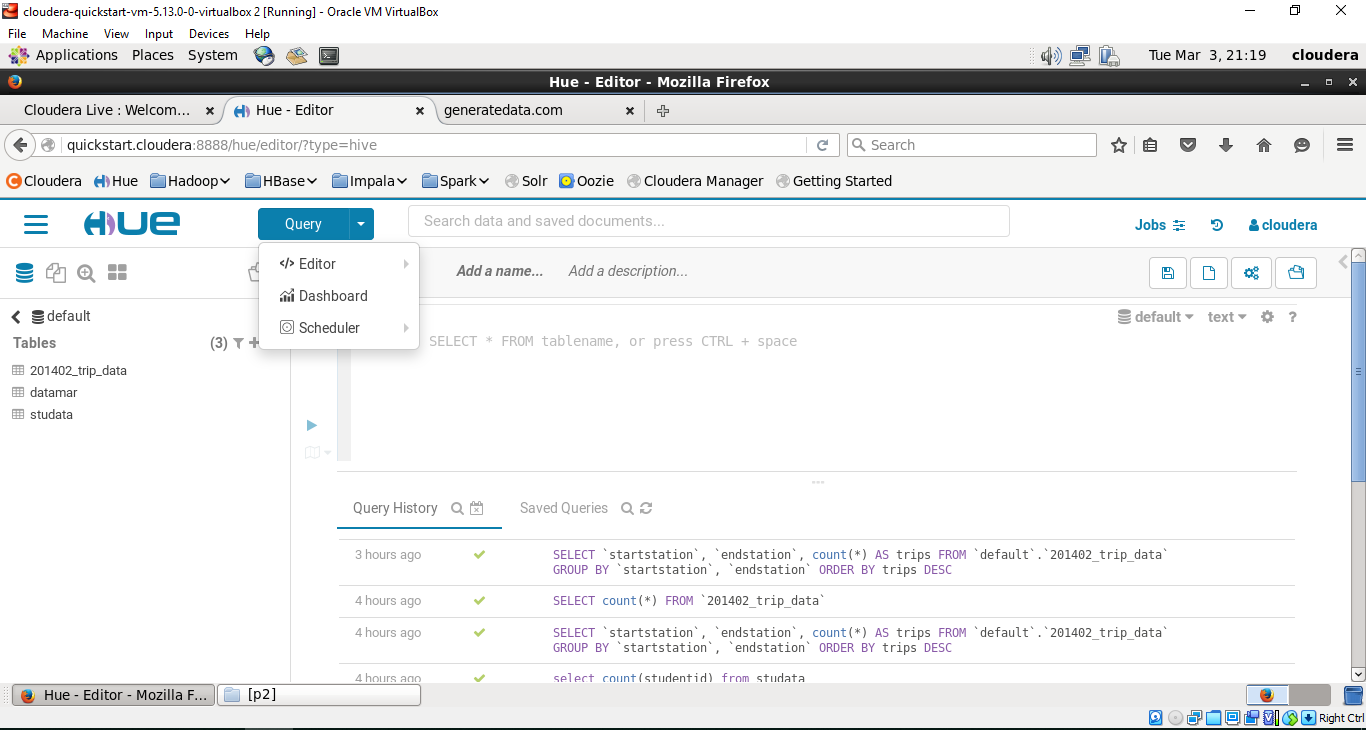 cloudera-quickstart-vm-5.13.0-0-virtualbox 2 [Running] - Oracle VM VirtualBox
File Machine View Input Devices Help
Applications Places System Tue Mar 3, 21:19 cloudera
Hue - Editor - Mozilla Firefox
Cloudera Live : Welcom... Hue - Editor generatedata.com
quickstart.cloudera:8888/hue/editor/?type=hive Search
Cloudera Hue Hadoop HBase Impala Spark Solr Oozie Cloudera Manager Getting Started
HUE Query Search data and saved documents... Jobs cloudera
Editor
Dashboard
Scheduler
Add a name... Add a description...
default
Tables (3)
201402_trip_data
datamar
studata
default text ?
SELECT * FROM tablename, or press CTRL + space
Query History Saved Queries
3 hours ago SELECT `startstation`, `endstation`, count(*) AS trips FROM `default`.`201402_trip_data`
GROUP BY `startstation`, `endstation` ORDER BY trips DESC
4 hours ago SELECT count(*) FROM `201402_trip_data`
4 hours ago SELECT `startstation`, `endstation`, count(*) AS trips FROM `default`.`201402_trip_data`
GROUP BY `startstation`, `endstation` ORDER BY trips DESC
4 hours ago select count(studentid) from studata
Hue - Editor - Mozilla F... [p2]
Right Ctrl